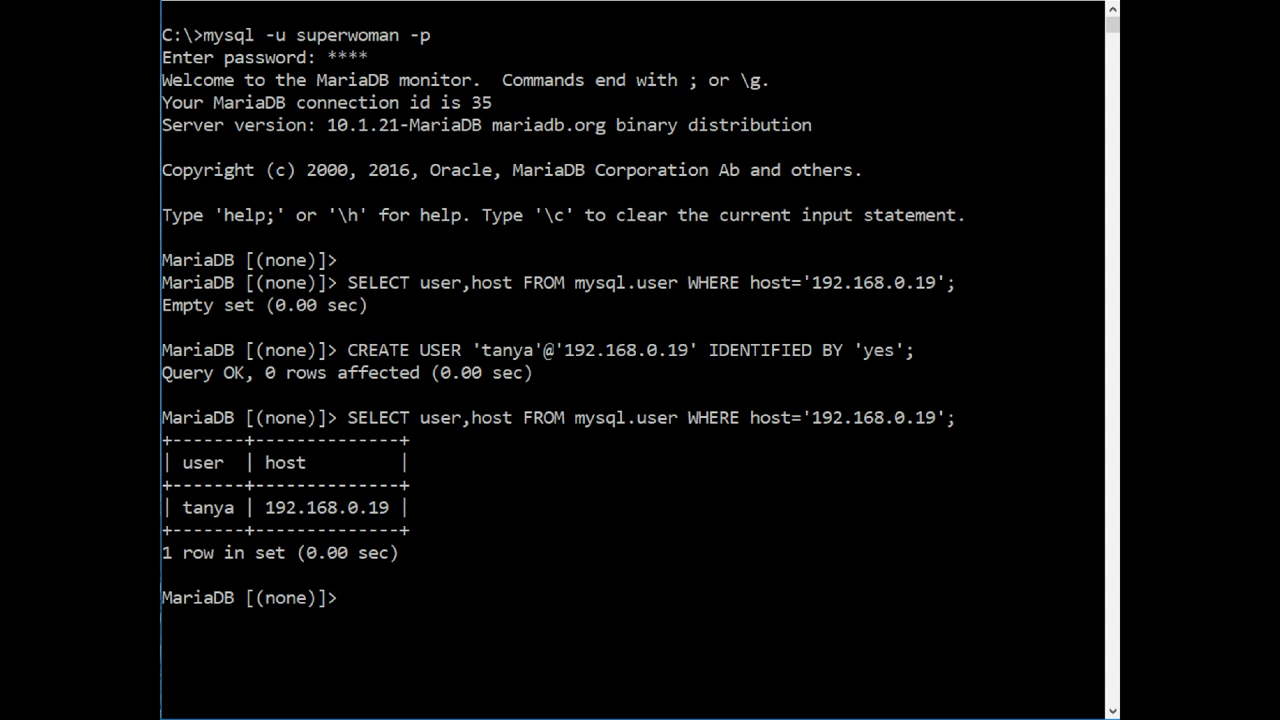 C:\>mysql -u superwoman -p
Enter password: ****
Welcome to the MariaDB monitor.  Commands end with ; or \g.
Your MariaDB connection id is 35
Server version: 10.1.21-MariaDB mariadb.org binary distribution
Copyright (c) 2000, 2016, Oracle, MariaDB Corporation Ab and others.
Type 'help;' or '\h' for help. Type '\c' to clear the current input statement.
MariaDB [(none)]>
MariaDB [(none)]> SELECT user,host FROM mysql.user WHERE host='192.168.0.19';
Empty set (0.00 sec)
MariaDB [(none)]> CREATE USER 'tanya'@'192.168.0.19' IDENTIFIED BY 'yes';
Query OK, 0 rows affected (0.00 sec)
MariaDB [(none)]> SELECT user,host FROM mysql.user WHERE host='192.168.0.19';
+-------+--------------+
| user  | host         |
+-------+--------------+
| tanya | 192.168.0.19 |
+-------+--------------+
1 row in set (0.00 sec)
MariaDB [(none)]>